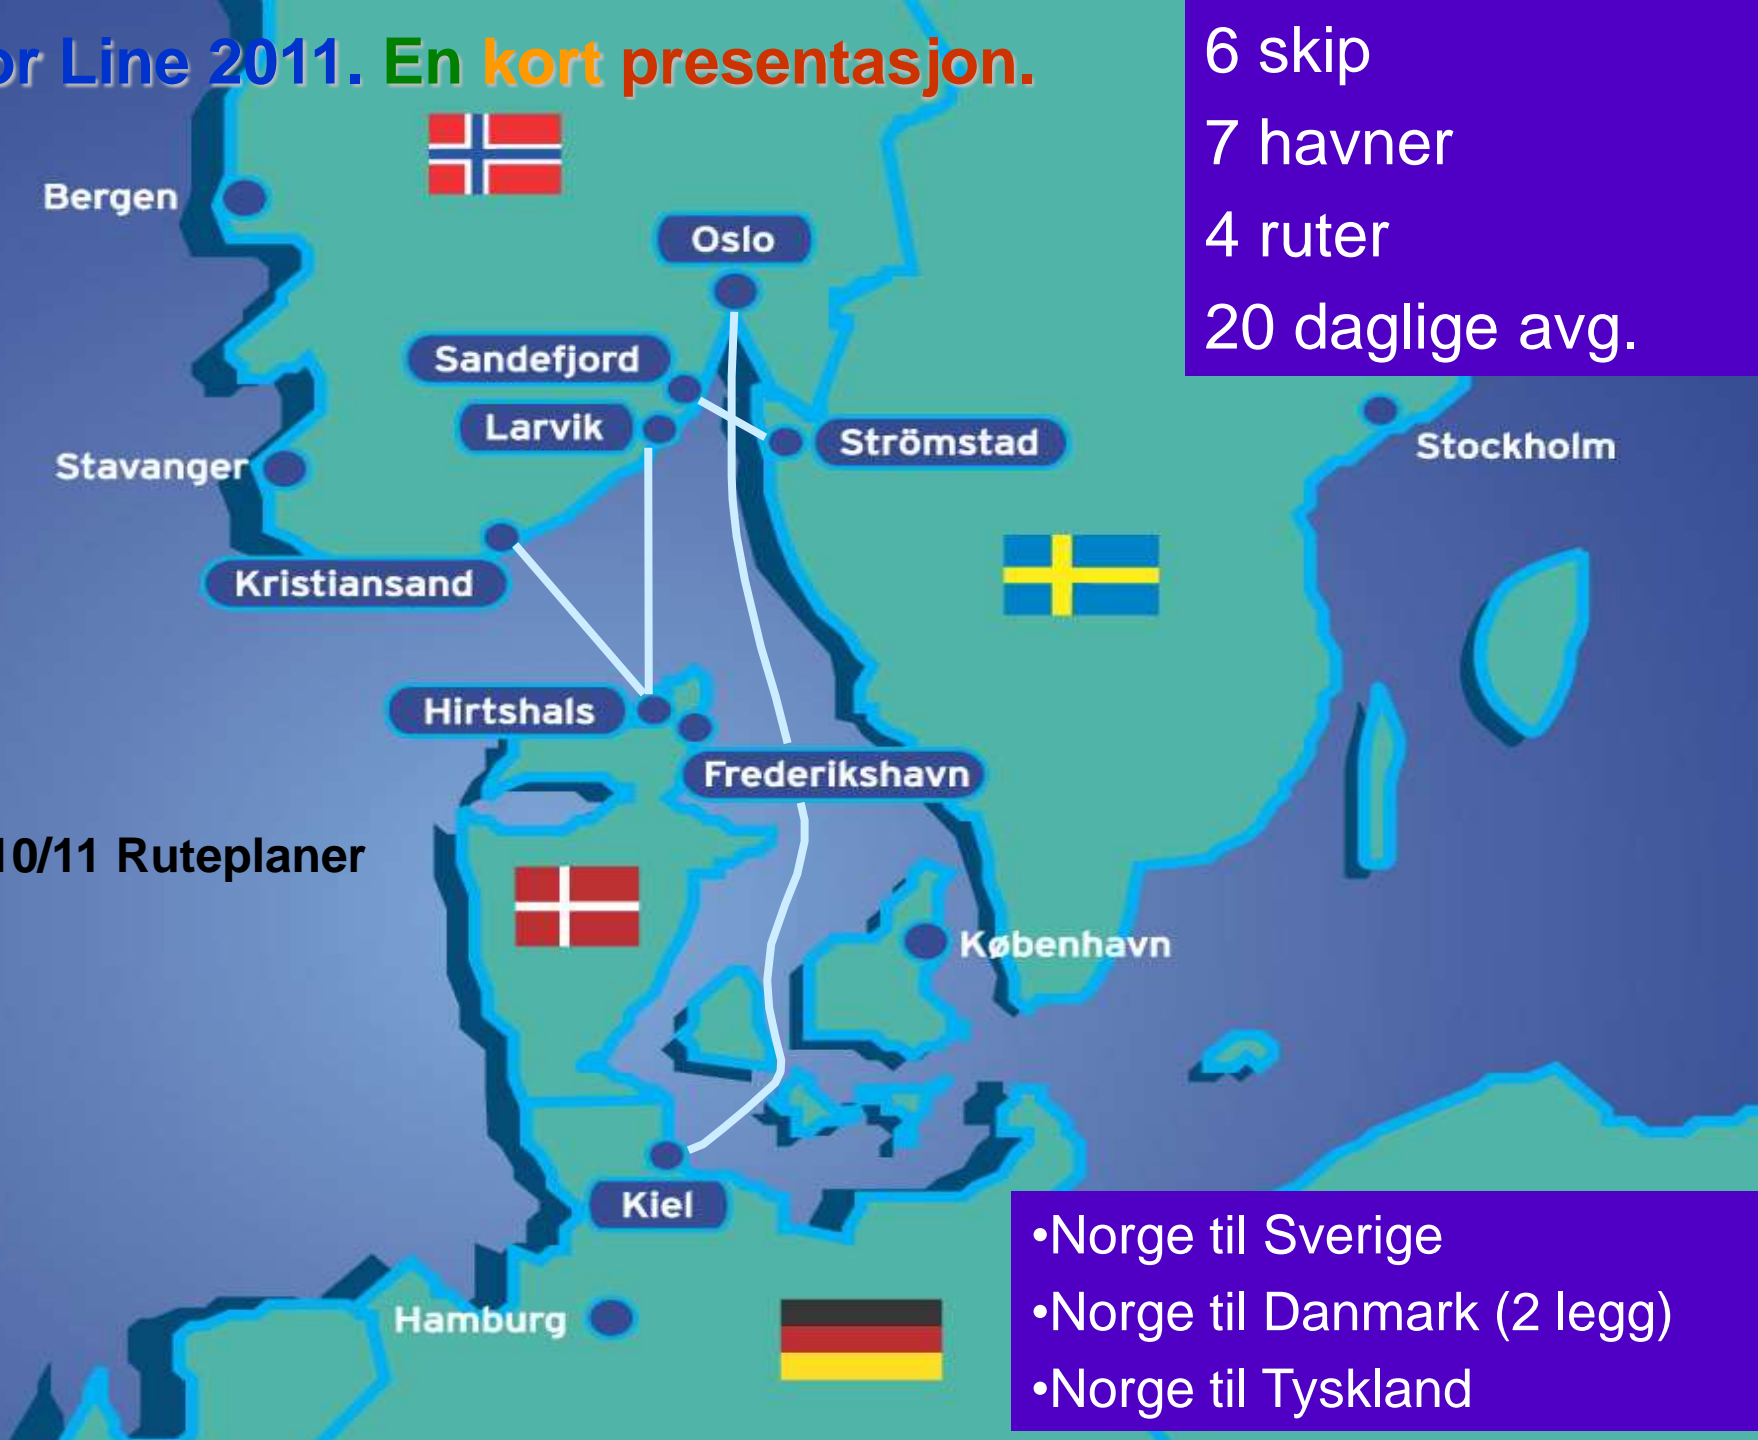 or Line 2011. En kort presentasjon.
6 skip
7 havner
4 ruter
20 daglige avg.
Bergen
Oslo
Sandefjord
Larvik
Strömstad
Stockholm
Stavanger
Kristiansand
Hirtshals
Frederikshavn
10/11 Ruteplaner
København
Kiel
Hamburg
•Norge til Sverige
•Norge til Danmark (2 legg)
•Norge til Tyskland